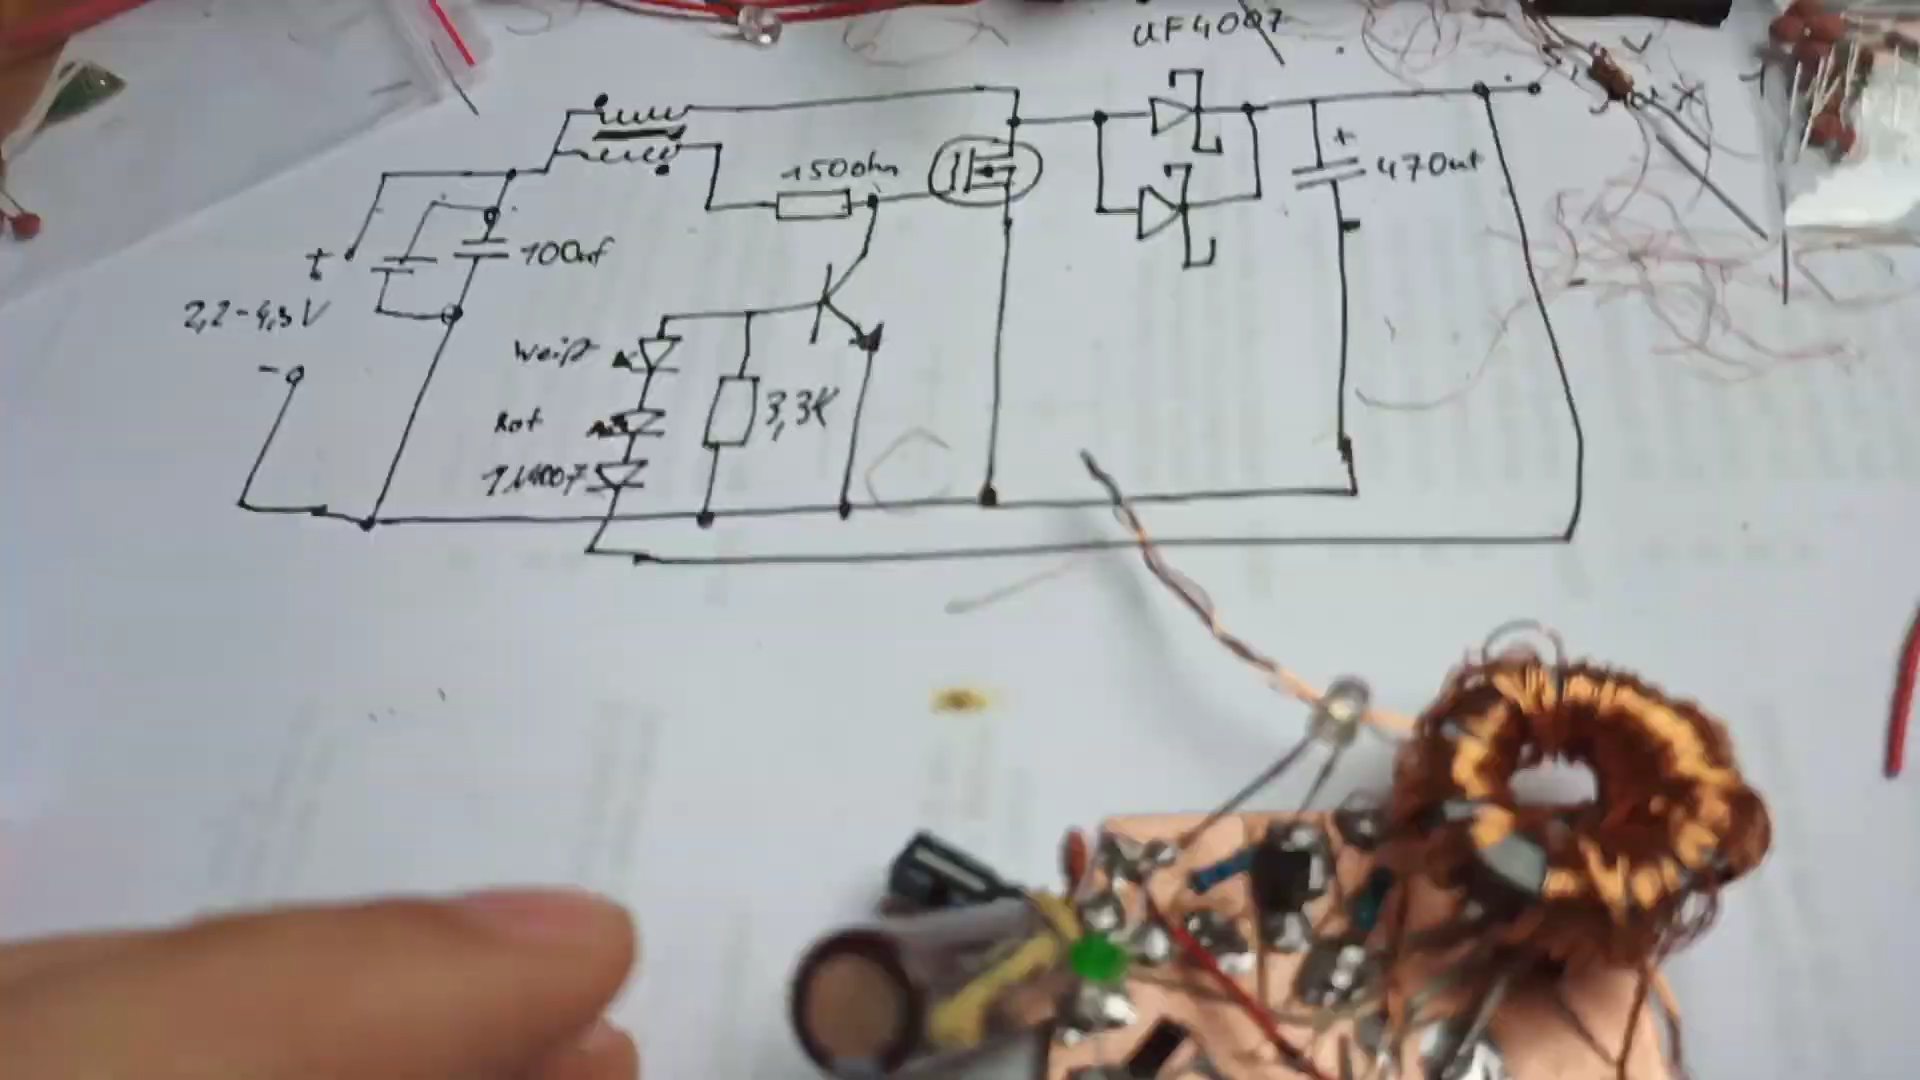 UF4007
150ohm
+
470uf
+
100uf
2,2-4,3V
-
Weiß
Rot
3,3K
1N4007